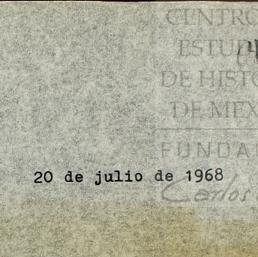 CENTRO
ESTUD
DE HISTO
DE MEX
FUNDA
Carlos
20 de julio de 1968